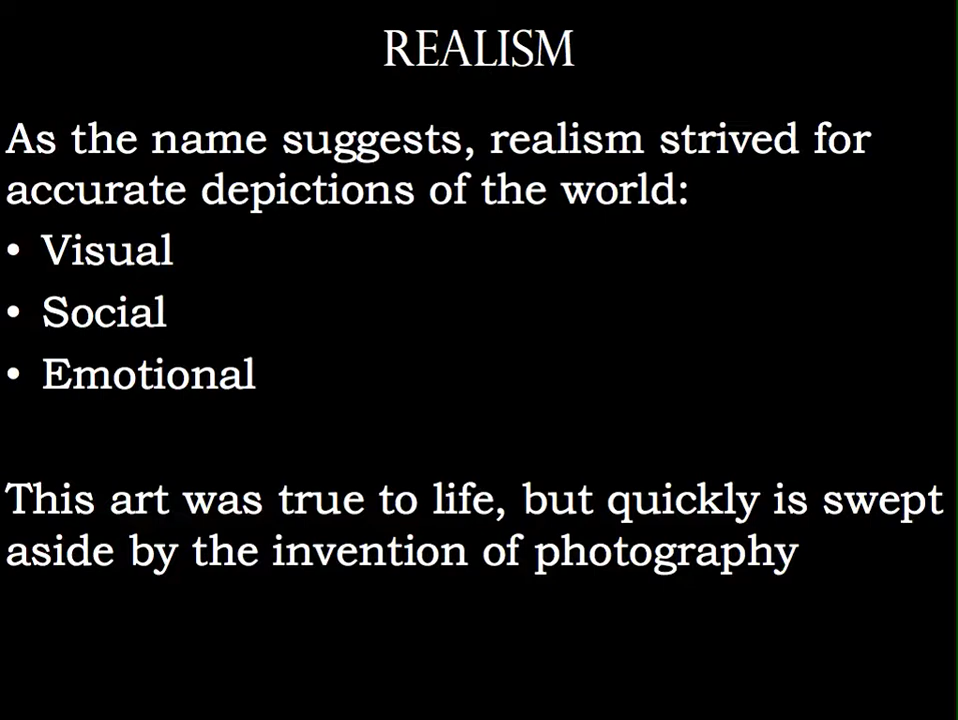 REALISM
As the name suggests, realism strived for
accurate depictions of the world:
• Visual
• Social
• Emotional
This art was true to life, but quickly is swept
aside by the invention of photography